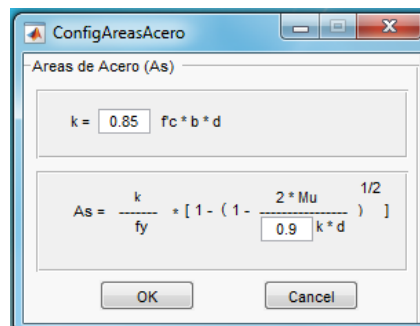 ConfigAreasAcero
Areas de Acero (As)
k = 0.85 f'c * b * d
As = k / fy * [ 1 - ( 1 - 2 * Mu / 0.9 k * d ) 1/2 ]
OK Cancel